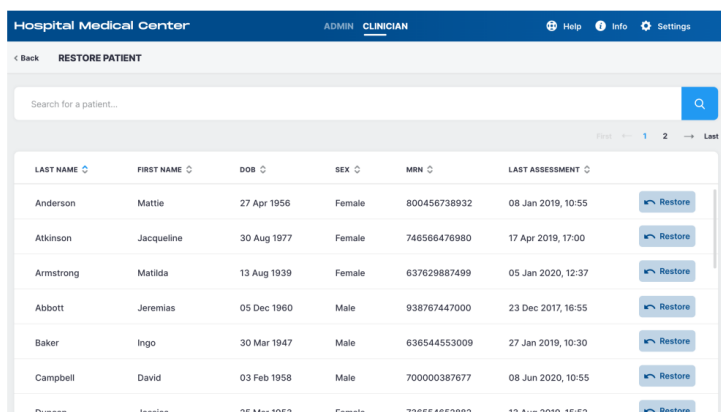 Hospital Medical Center ADMIN CLINICIAN Help Info Settings
< Back RESTORE PATIENT
Search for a patient...
First ← 1 2 → Last
LAST NAME FIRST NAME DOB SEX MRN LAST ASSESSMENT
Anderson Mattie 27 Apr 1956 Female 800456738932 08 Jan 2019, 10:55 Restore
Atkinson Jacqueline 30 Aug 1977 Female 746566476980 17 Apr 2019, 17:00 Restore
Armstrong Matilda 13 Aug 1939 Female 637629887499 05 Jan 2020, 12:37 Restore
Abbott Jeremias 05 Dec 1960 Male 938767447000 23 Dec 2017, 16:55 Restore
Baker Ingo 30 Mar 1947 Male 636544553009 27 Jan 2019, 10:30 Restore
Campbell David 03 Feb 1958 Male 700000387677 08 Jun 2020, 10:55 Restore
Restore